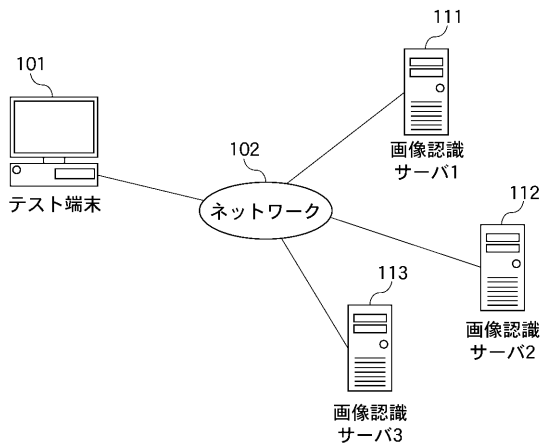 111
101
画像認識
サーバ1
102
テスト端末
ネットワーク
112
113
画像認識
サーバ2
画像認識
サーバ3